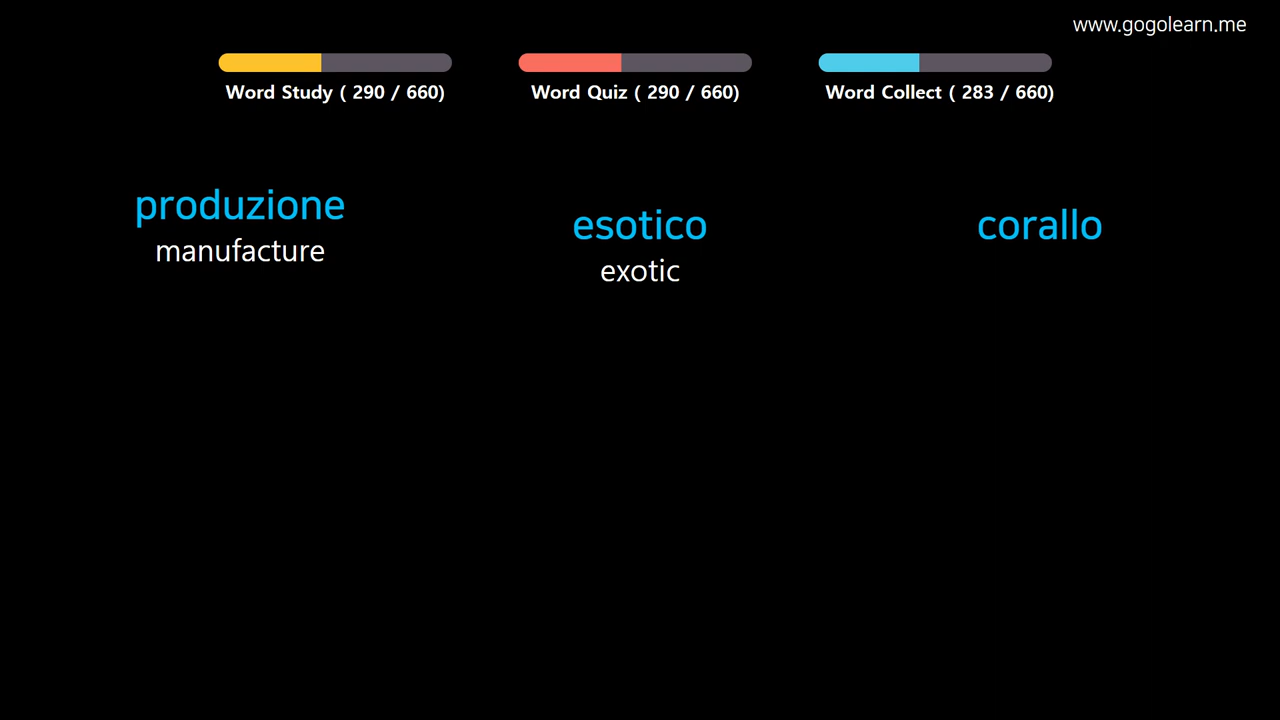 www.gogolearn.me
Word Study ( 290 / 660)
Word Quiz ( 290 / 660)
Word Collect ( 283 / 660)
produzione
manufacture
esotico
exotic
corallo